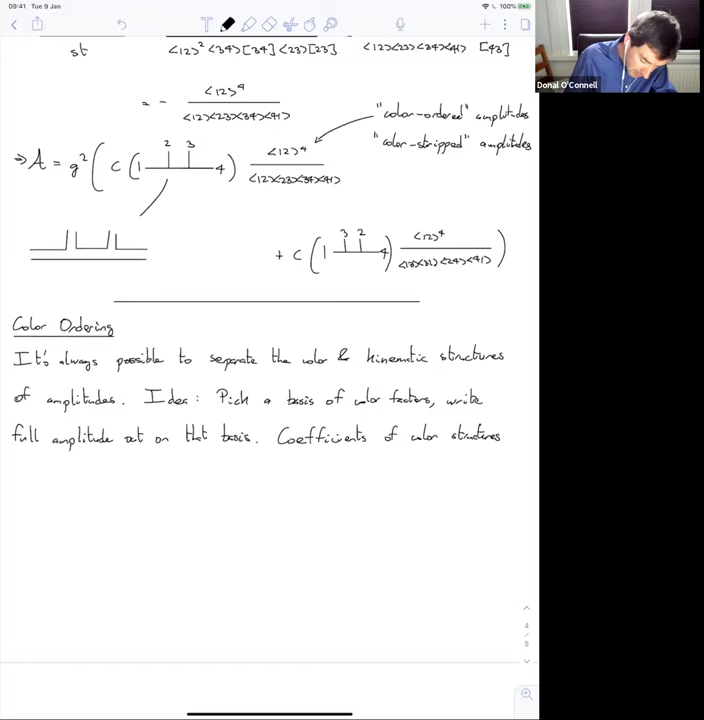 09:41 Tue 9 Jan
100%
Donal O'Connell
st
<12>² <34>[34] <23>[23]
<12><23><34><41> [43]
= - <12>⁴
<12><23><34><41>
"color-ordered" amplitudes
"color-stripped" amplitudes
2 3
⇒ A = g² ( C ( 1 4 ) <12>⁴
<12><23><34><41>
3 2
+ C ( 1 4 ) <12>⁴ )
<13><32><24><41>
Color Ordering
It's always possible to separate the color & kinematic structures
of amplitudes. Idea: Pick a basis of color factors, write
full amplitude out on that basis. Coefficients of color structures
4
/
5